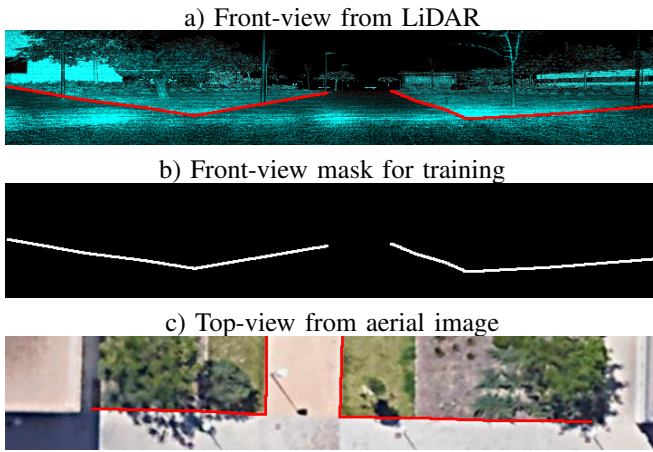 a) Front-view from LiDAR
b) Front-view mask for training
c) Top-view from aerial image